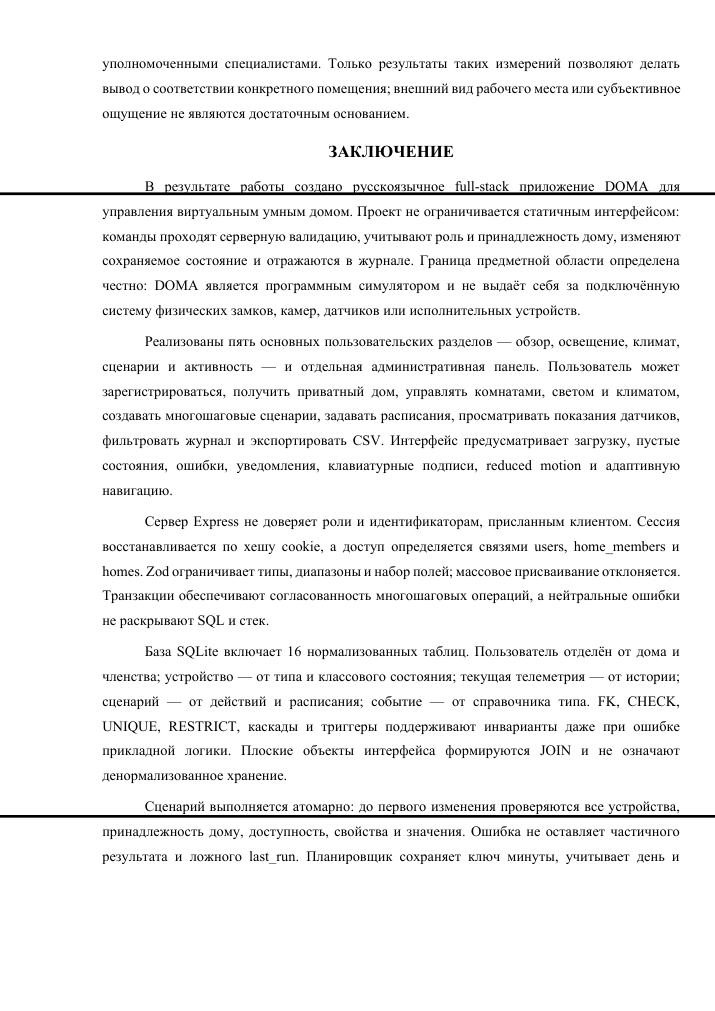 уполномоченными специалистами. Только результаты таких измерений позволяют делать
вывод о соответствии конкретного помещения; внешний вид рабочего места или субъективное
ощущение не являются достаточным основанием.
ЗАКЛЮЧЕНИЕ
В результате работы создано русскоязычное full-stack приложение DOMA для
управления виртуальным умным домом. Проект не ограничивается статичным интерфейсом:
команды проходят серверную валидацию, учитывают роль и принадлежность дому, изменяют
сохраняемое состояние и отражаются в журнале. Граница предметной области определена
честно: DOMA является программным симулятором и не выдаёт себя за подключённую
систему физических замков, камер, датчиков или исполнительных устройств.
Реализованы пять основных пользовательских разделов — обзор, освещение, климат,
сценарии и активность — и отдельная административная панель. Пользователь может
зарегистрироваться, получить приватный дом, управлять комнатами, светом и климатом,
создавать многошаговые сценарии, задавать расписания, просматривать показания датчиков,
фильтровать журнал и экспортировать CSV. Интерфейс предусматривает загрузку, пустые
состояния, ошибки, уведомления, клавиатурные подписи, reduced motion и адаптивную
навигацию.
Сервер Express не доверяет роли и идентификаторам, присланным клиентом. Сессия
восстанавливается по хешу cookie, а доступ определяется связями users, home_members и
homes. Zod ограничивает типы, диапазоны и набор полей; массовое присваивание отклоняется.
Транзакции обеспечивают согласованность многошаговых операций, а нейтральные ошибки
не раскрывают SQL и стек.
База SQLite включает 16 нормализованных таблиц. Пользователь отделён от дома и
членства; устройство — от типа и классового состояния; текущая телеметрия — от истории;
сценарий — от действий и расписания; событие — от справочника типа. FK, CHECK,
UNIQUE, RESTRICT, каскады и триггеры поддерживают инварианты даже при ошибке
прикладной логики. Плоские объекты интерфейса формируются JOIN и не означают
денормализованное хранение.
Сценарий выполняется атомарно: до первого изменения проверяются все устройства,
принадлежность дому, доступность, свойства и значения. Ошибка не оставляет частичного
результата и ложного last_run. Планировщик сохраняет ключ минуты, учитывает день и